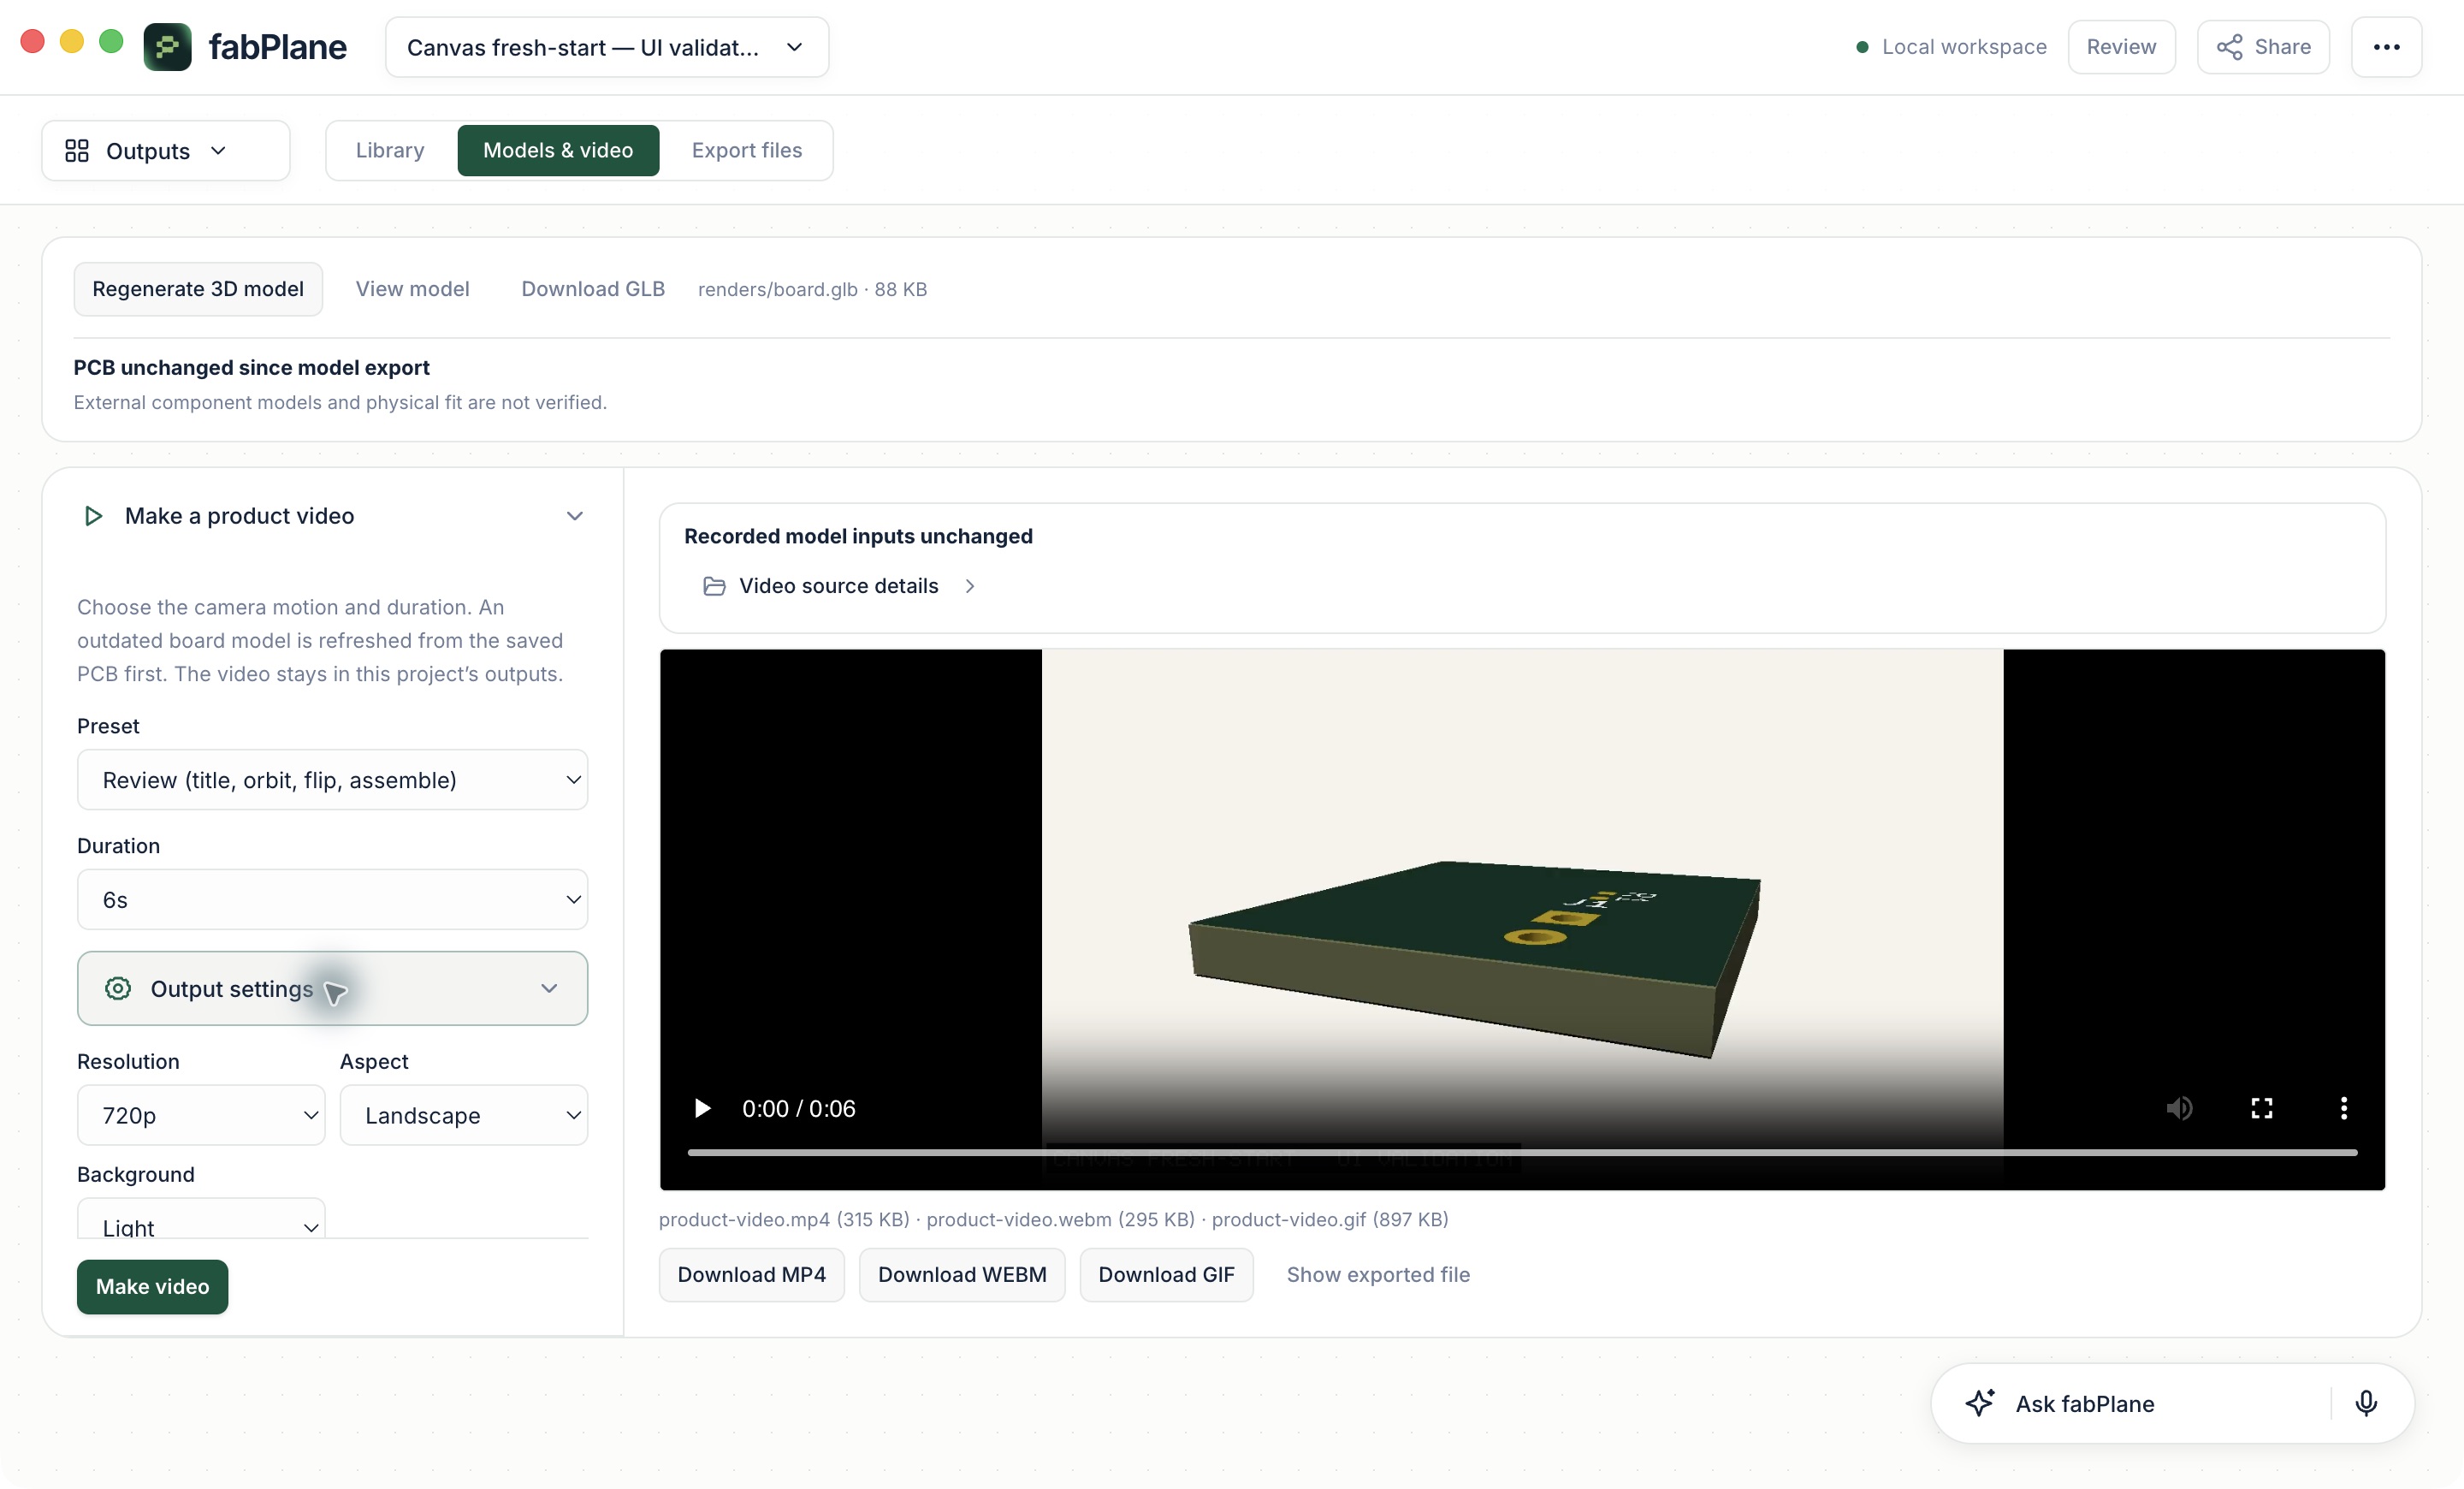 fabPlane
Canvas fresh-start — UI validat...
Local workspace
Review
Share
Outputs
Library
Models & video
Export files
Regenerate 3D model
View model
Download GLB
renders/board.glb · 88 KB
PCB unchanged since model export
External component models and physical fit are not verified.
Make a product video
Choose the camera motion and duration. An
outdated board model is refreshed from the saved
PCB first. The video stays in this project’s outputs.
Preset
Review (title, orbit, flip, assemble)
Duration
6s
Output settings
Resolution
Aspect
720p
Landscape
Background
Light
Make video
Recorded model inputs unchanged
Video source details
J1
0:00 / 0:06
CANVAS FRESH-START UI VALIDATION
product-video.mp4 (315 KB) · product-video.webm (295 KB) · product-video.gif (897 KB)
Download MP4
Download WEBM
Download GIF
Show exported file
Ask fabPlane